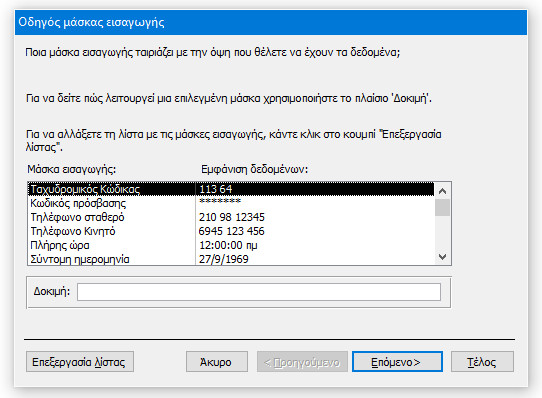 Οδηγός μάσκας εισαγωγής
Ποια μάσκα εισαγωγής ταιριάζει με την όψη που θέλετε να έχουν τα δεδομένα;
Για να δείτε πώς λειτουργεί μια επιλεγμένη μάσκα χρησιμοποιήστε το πλαίσιο 'Δοκιμή'.
Για να αλλάξετε τη λίστα με τις μάσκες εισαγωγής, κάντε κλικ στο κουμπί "Επεξεργασία
λίστας".
Μάσκα εισαγωγής: Εμφάνιση δεδομένων:
Ταχυδρομικός Κώδικας 113 64
Κωδικός πρόσβασης *******
Τηλέφωνο σταθερό 210 98 12345
Τηλέφωνο Κινητό 6945 123 456
Πλήρης ώρα 12:00:00 πμ
Σύντομη ημερομηνία 27/9/1969
Δοκιμή:
Επεξεργασία λίστας Άκυρο < Προηγούμενο Επόμενο> Τέλος